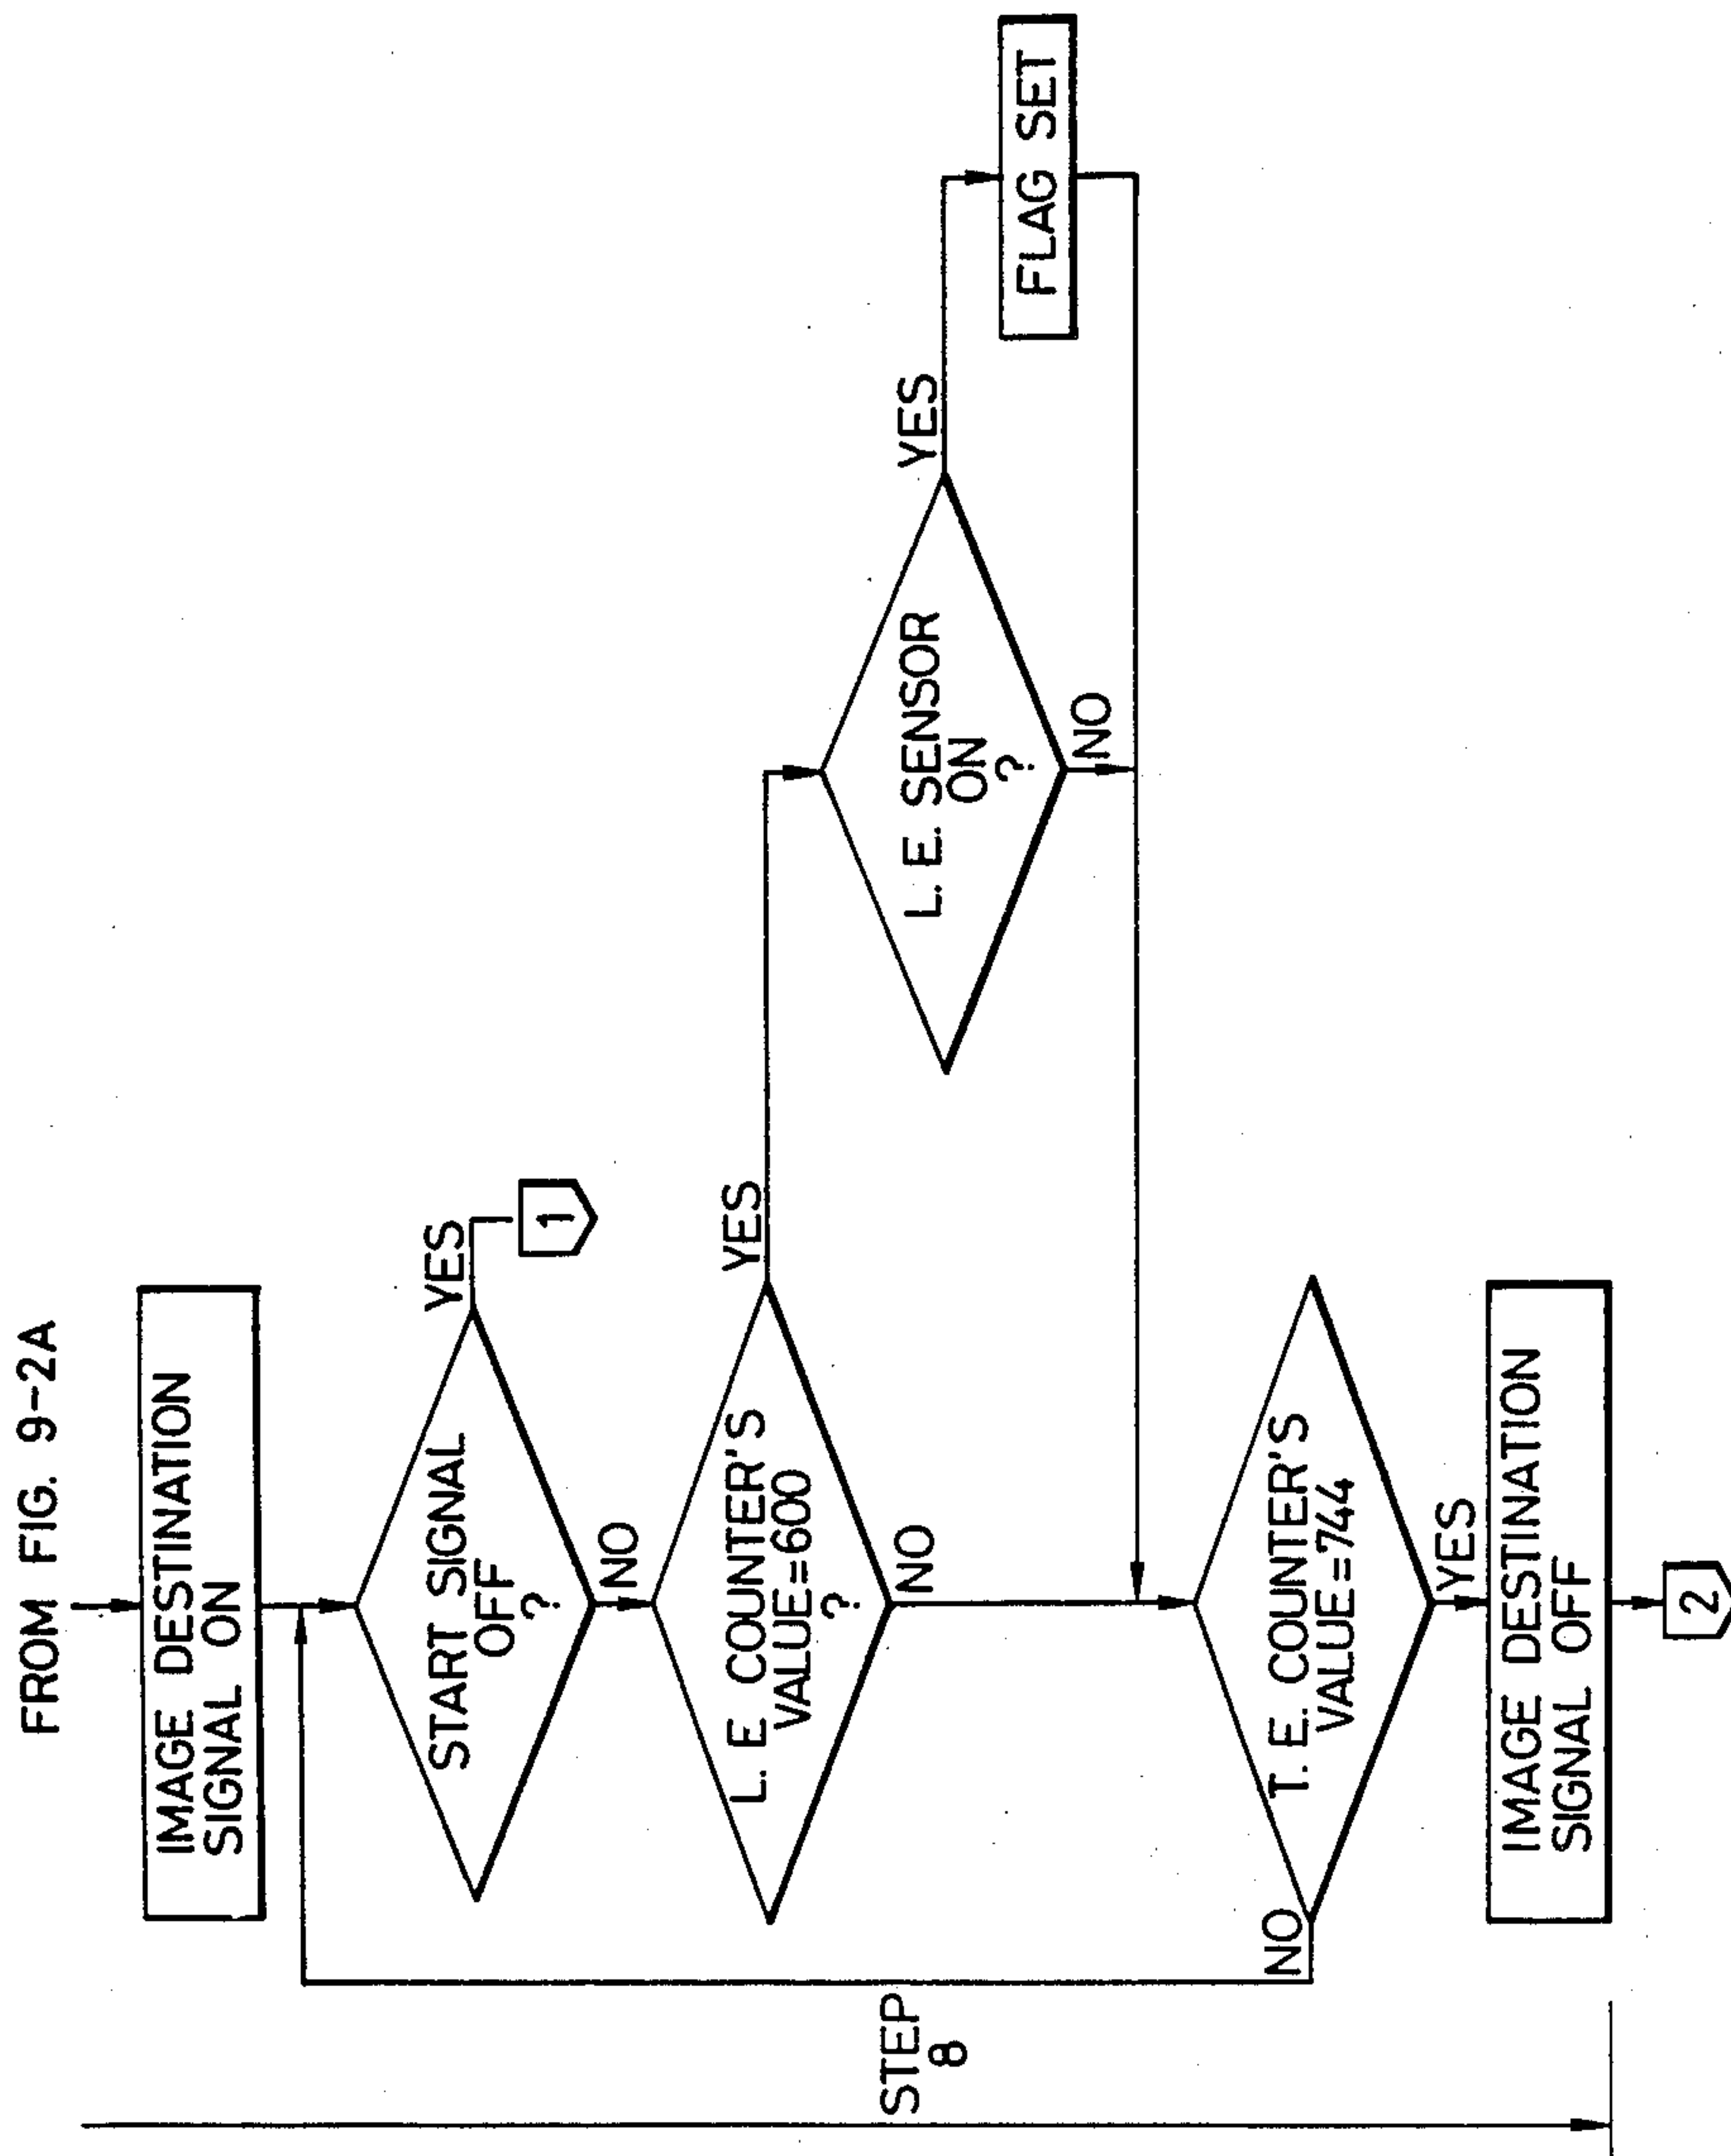 FROM FIG. 9-2A
IMAGE DESTINATION
SIGNAL ON
START SIGNAL
OFF
?
YES
1
NO
L. E COUNTER'S
VALUE=600
?
YES
NO
L. E. SENSOR
ON
?
YES
NO
FLAG SET
T. E. COUNTER'S
VALUE=744
NO
YES
IMAGE DESTINATION
SIGNAL OFF
2
STEP
8